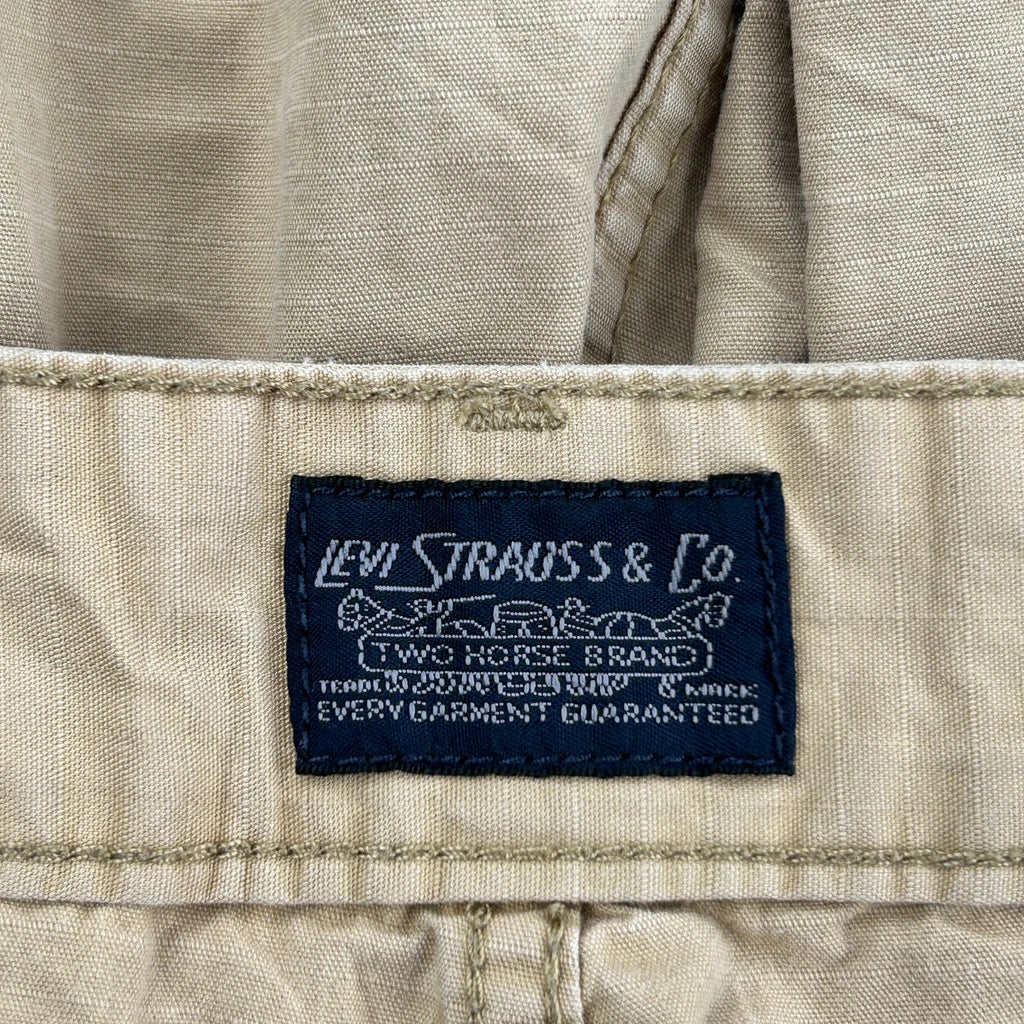 LEVI STRAUSS & CO.
TWO HORSE BRAND
TRADE & MARK
EVERY GARMENT GUARANTEED